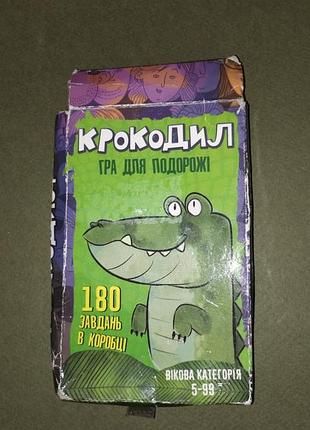 КРОКОДИЛ
ГРА ДЛЯ ПОДОРОЖІ
180
ЗАВДАНЬ
В КОРОБЦІ
ВІКОВА КАТЕГОРІЯ
5-99